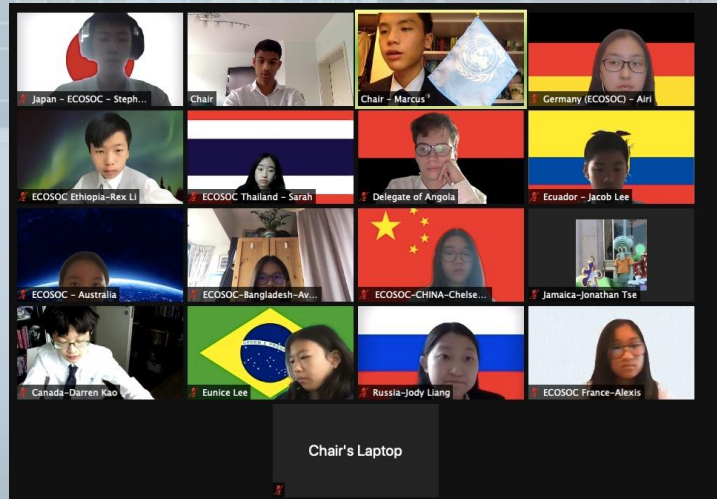 Japan - ECOSOC - Steph...
Chair
Chair - Marcus
Germany (ECOSOC) - Airi
ECOSOC Ethiopia-Rex Li
ECOSOC Thailand - Sarah
Delegate of Angola
Ecuador - Jacob Lee
ECOSOC - Australia
ECOSOC-Bangladesh-Av...
ECOSOC-CHINA-Chelse...
Jamaica-Jonathan Tse
Canada-Darren Kao
Eunice Lee
Russia-Jody Liang
ECOSOC France-Alexis
Chair's Laptop